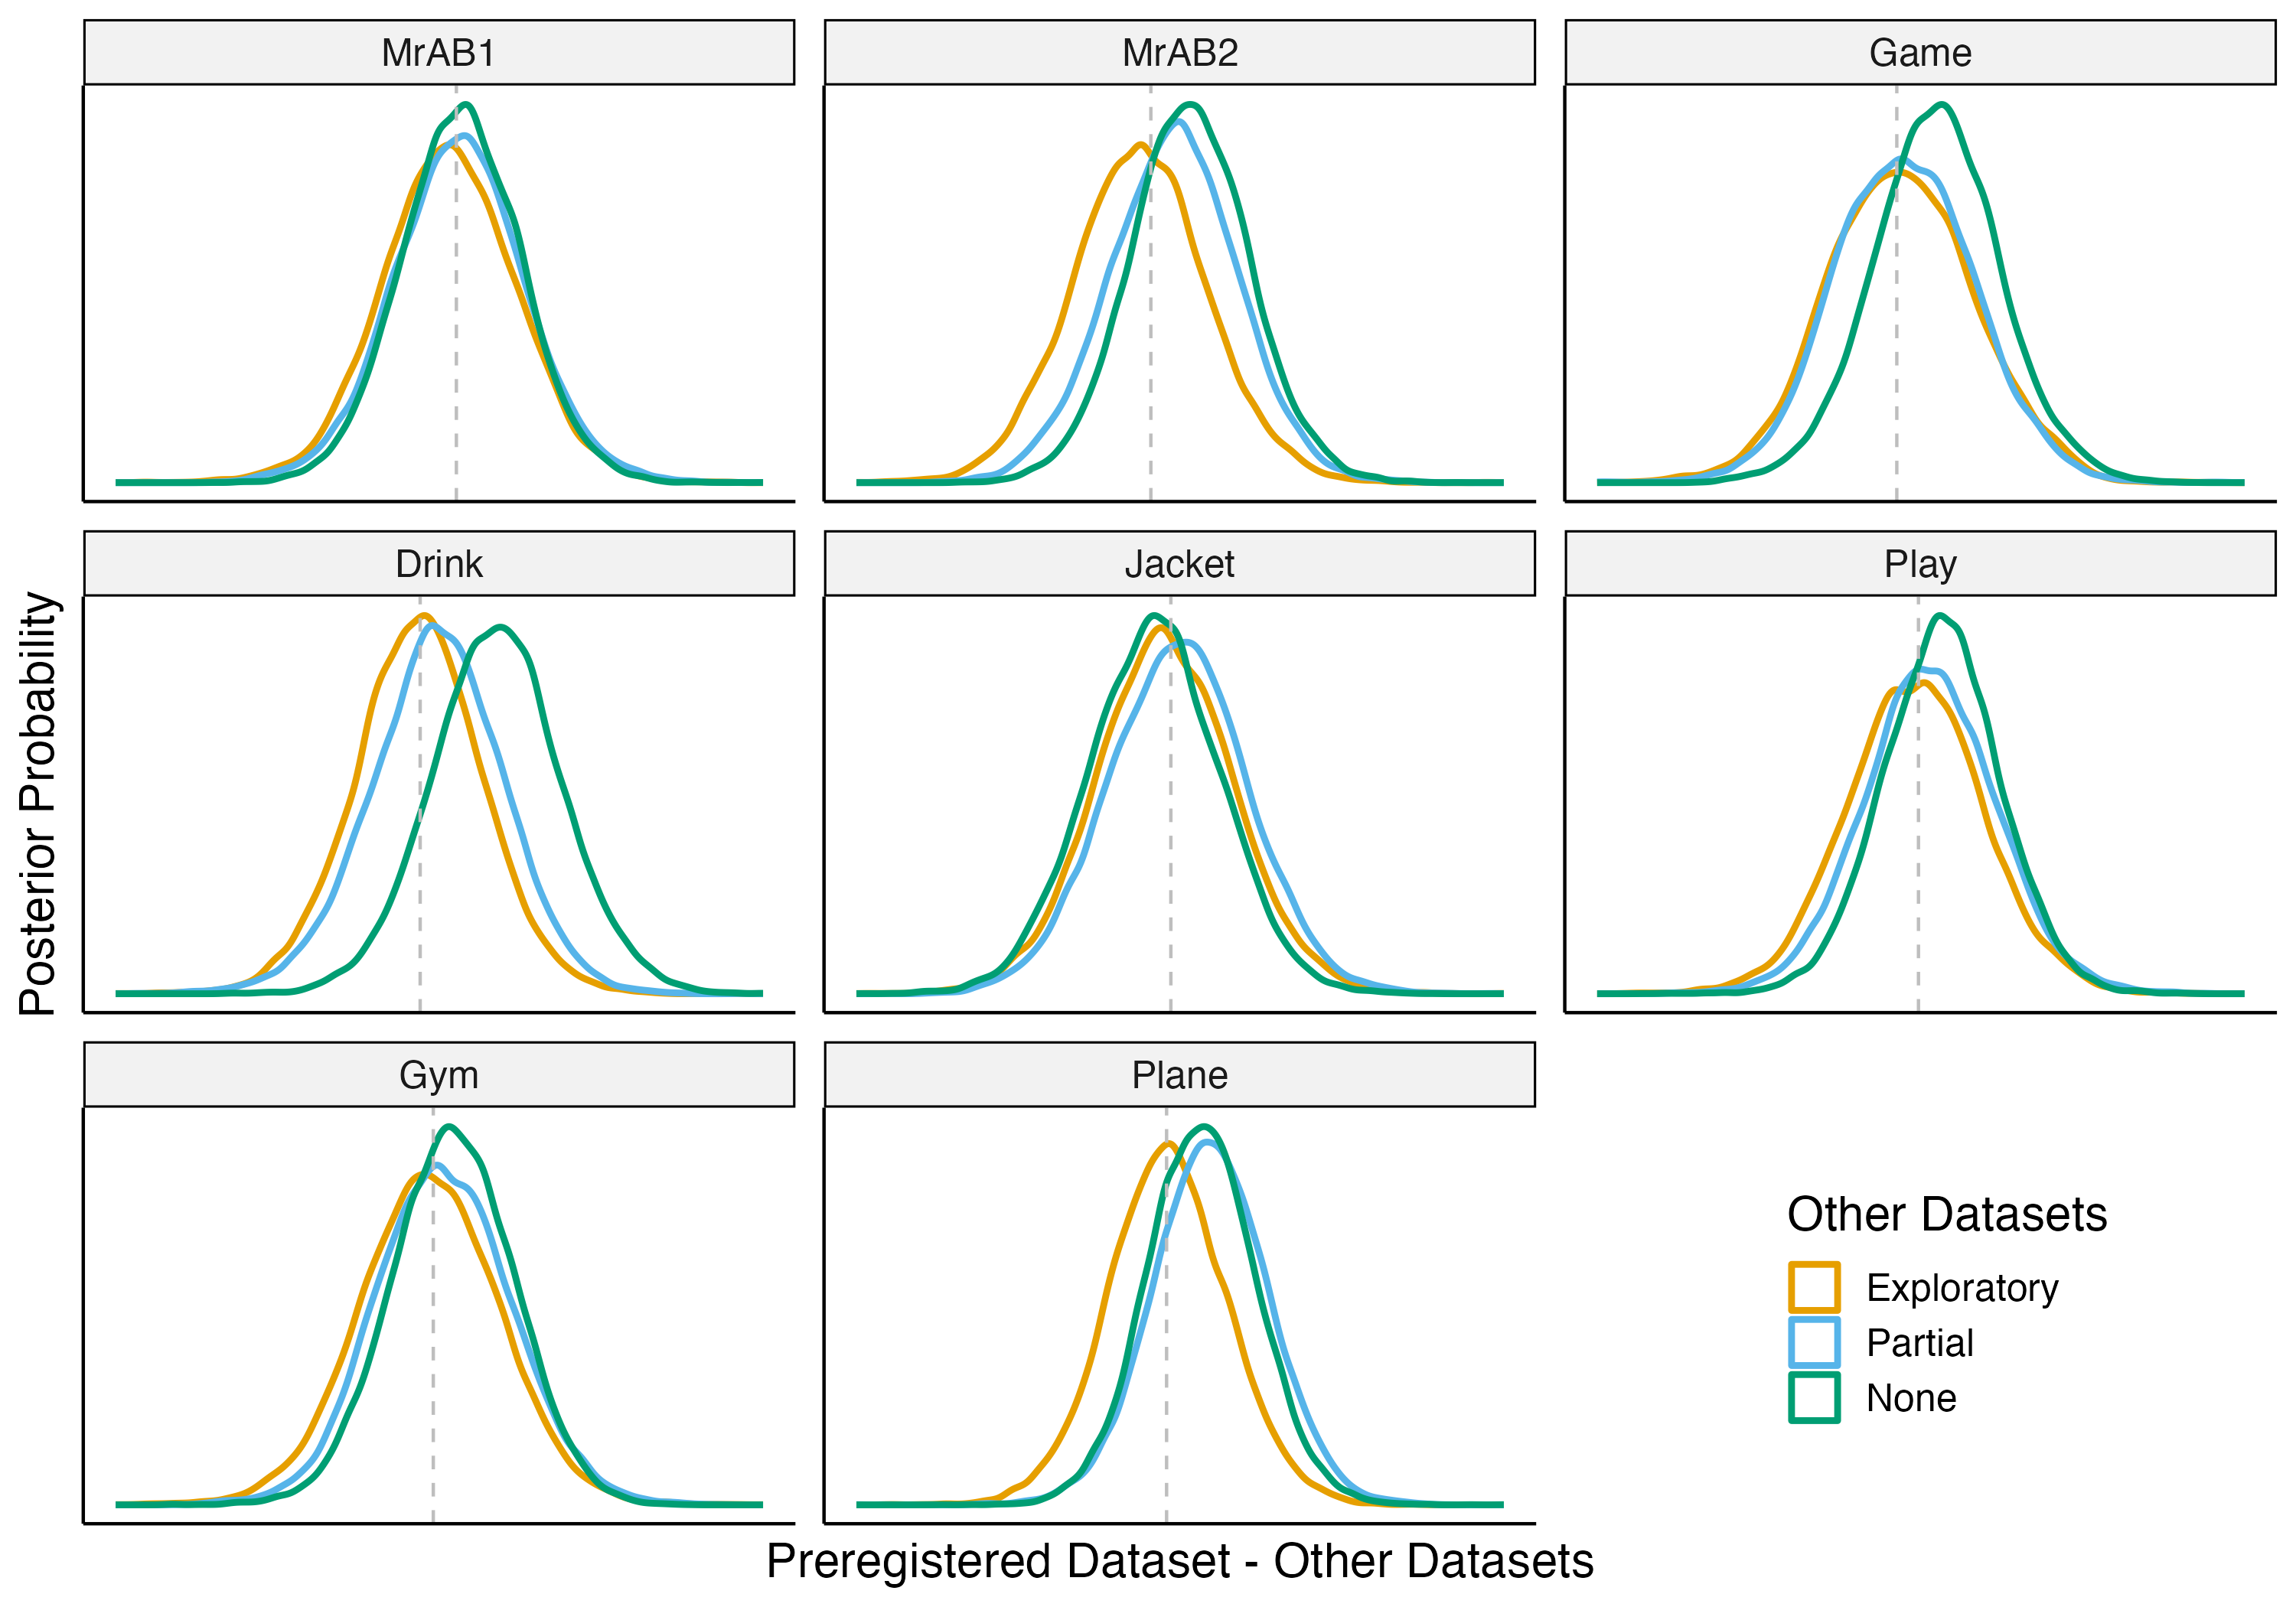 MrAB1
MrAB2
Game
Drink
Jacket
Play
Gym
Plane
Posterior Probability
Preregistered Dataset - Other Datasets
Other Datasets
Exploratory
Partial
None